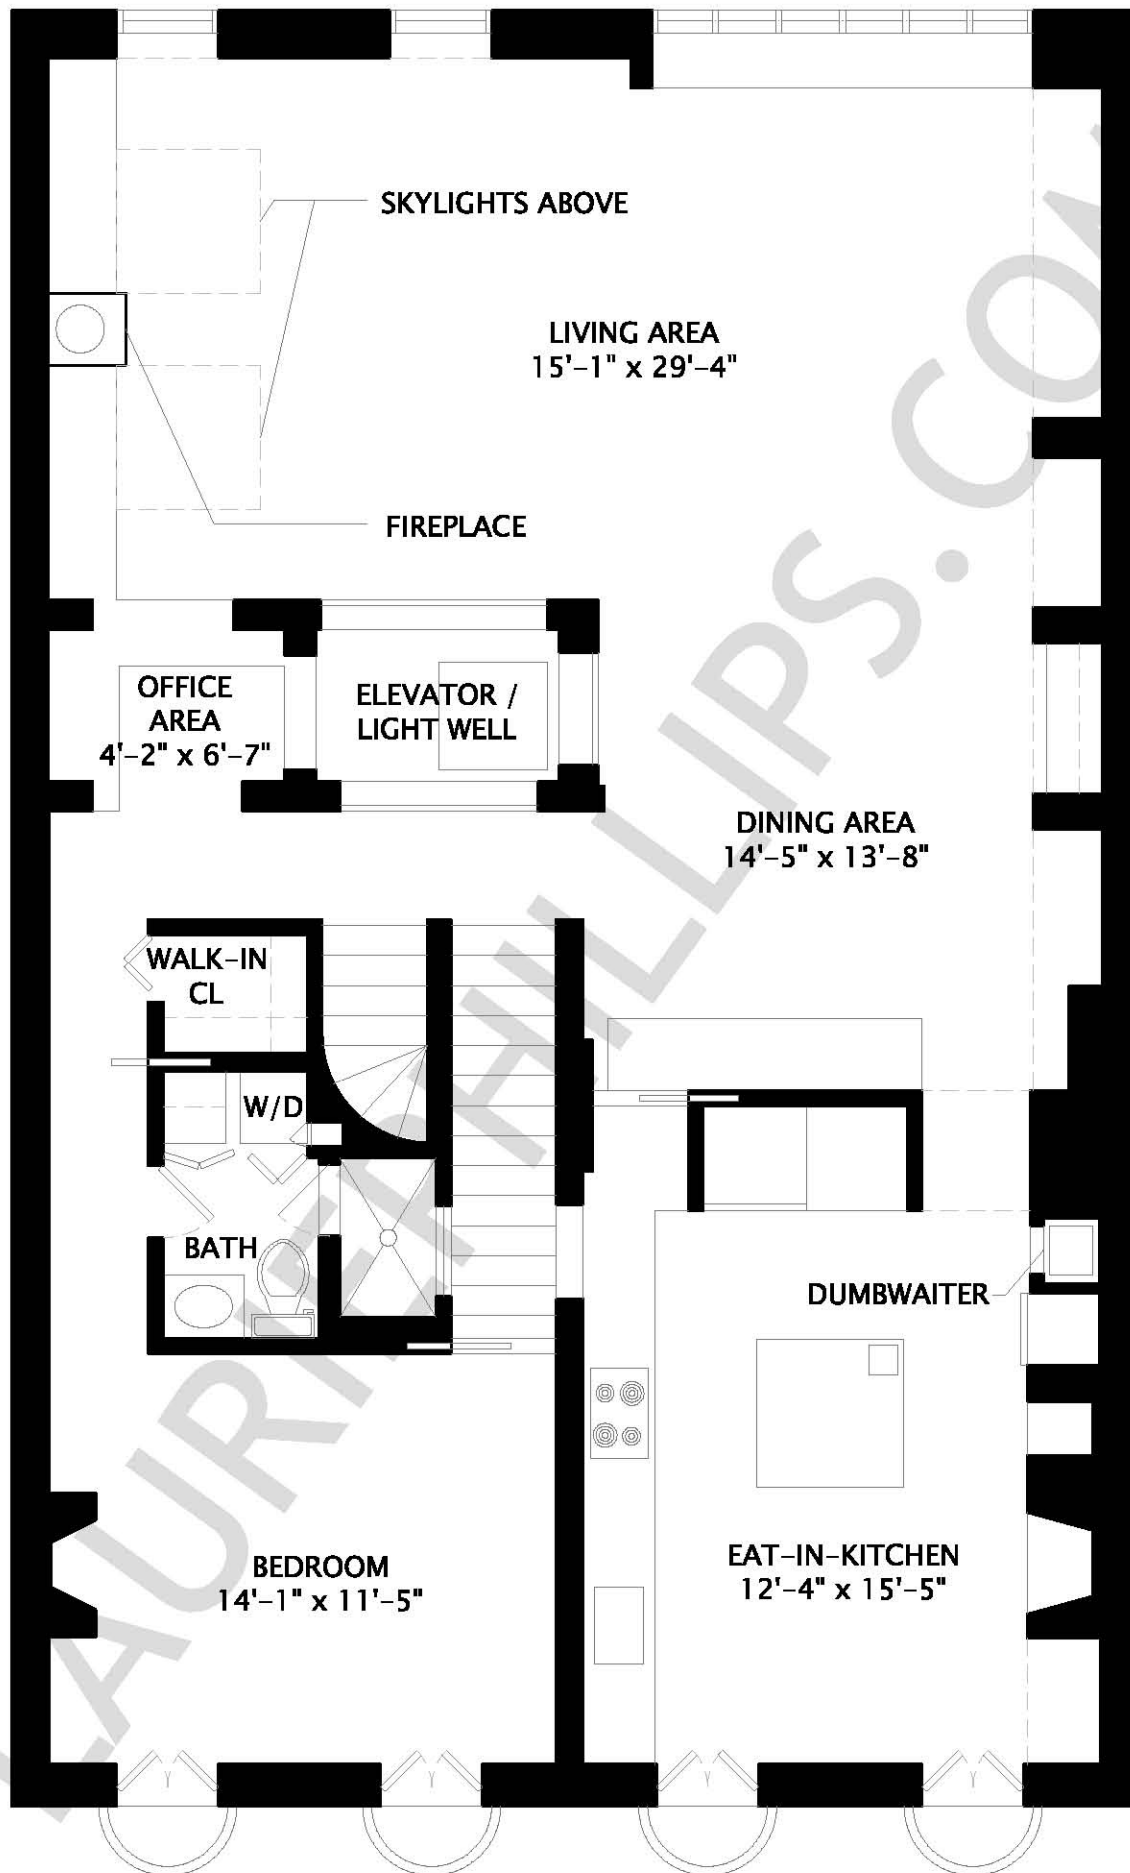 SKYLIGHTS ABOVE
LIVING AREA
15'-1" x 29'-4"
FIREPLACE
OFFICE
AREA
4'-2" x 6'-7"
ELEVATOR /
LIGHT WELL
DINING AREA
14'-5" x 13'-8"
WALK-IN
CL
W/D
BATH
DUMBWAITER
BEDROOM
14'-1" x 11'-5"
EAT-IN-KITCHEN
12'-4" x 15'-5"
LAURIEPHILLIPS.COM